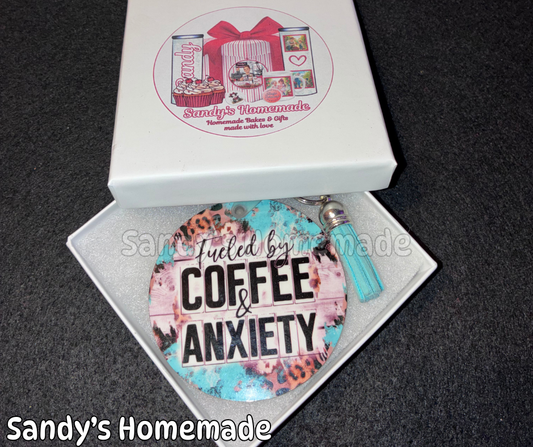 Sandy
Sandy's Homemade
Homemade Bakes & Gifts
made with love
Sandy's Homemade
Fueled by
COFFEE
&
ANXIETY
Sandy's Homemade